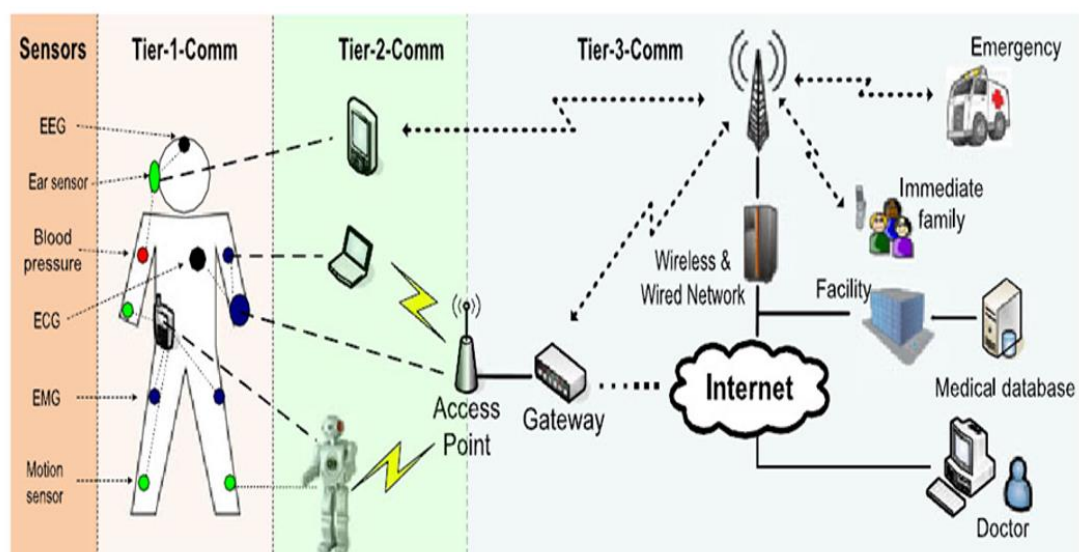 Sensors
Tier-1-Comm
Tier-2-Comm
Tier-3-Comm
Emergency
EEG
Ear sensor
Immediate
family
Blood
pressure
Wireless &
Wired Network
Facility
ECG
Internet
Medical database
EMG
Access
Point
Gateway
Motion
sensor
Doctor